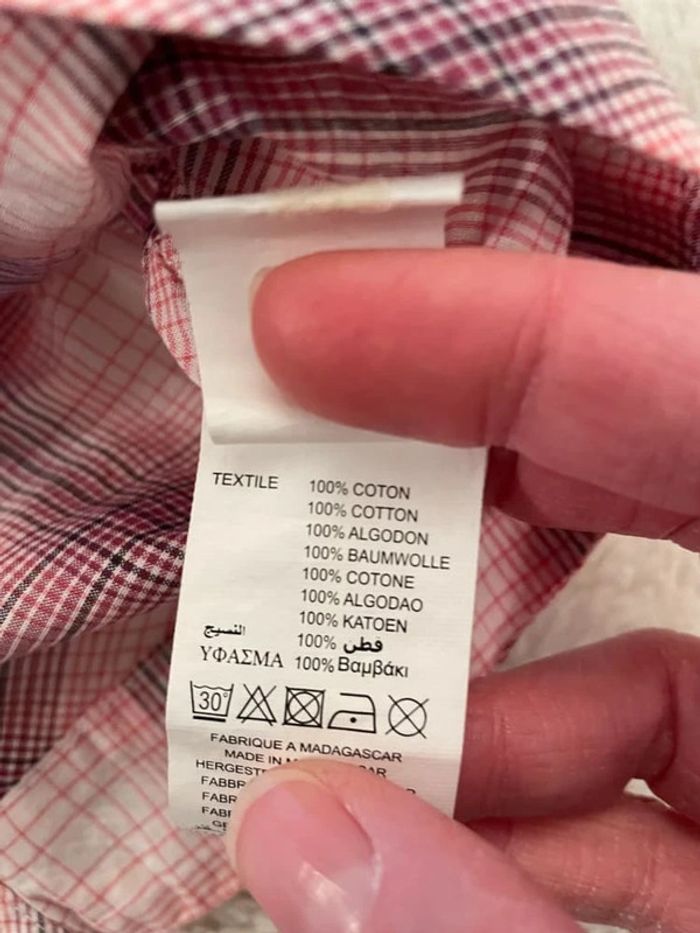 TEXTILE 100% COTON
100% COTTON
100% ALGODON
100% BAUMWOLLE
100% COTONE
100% ALGODAO
100% KATOEN
النسيج 100% قطن
ΥΦΑΣΜΑ 100% Βαμβάκι
30°
FABRIQUE A MADAGASCAR
MADE IN